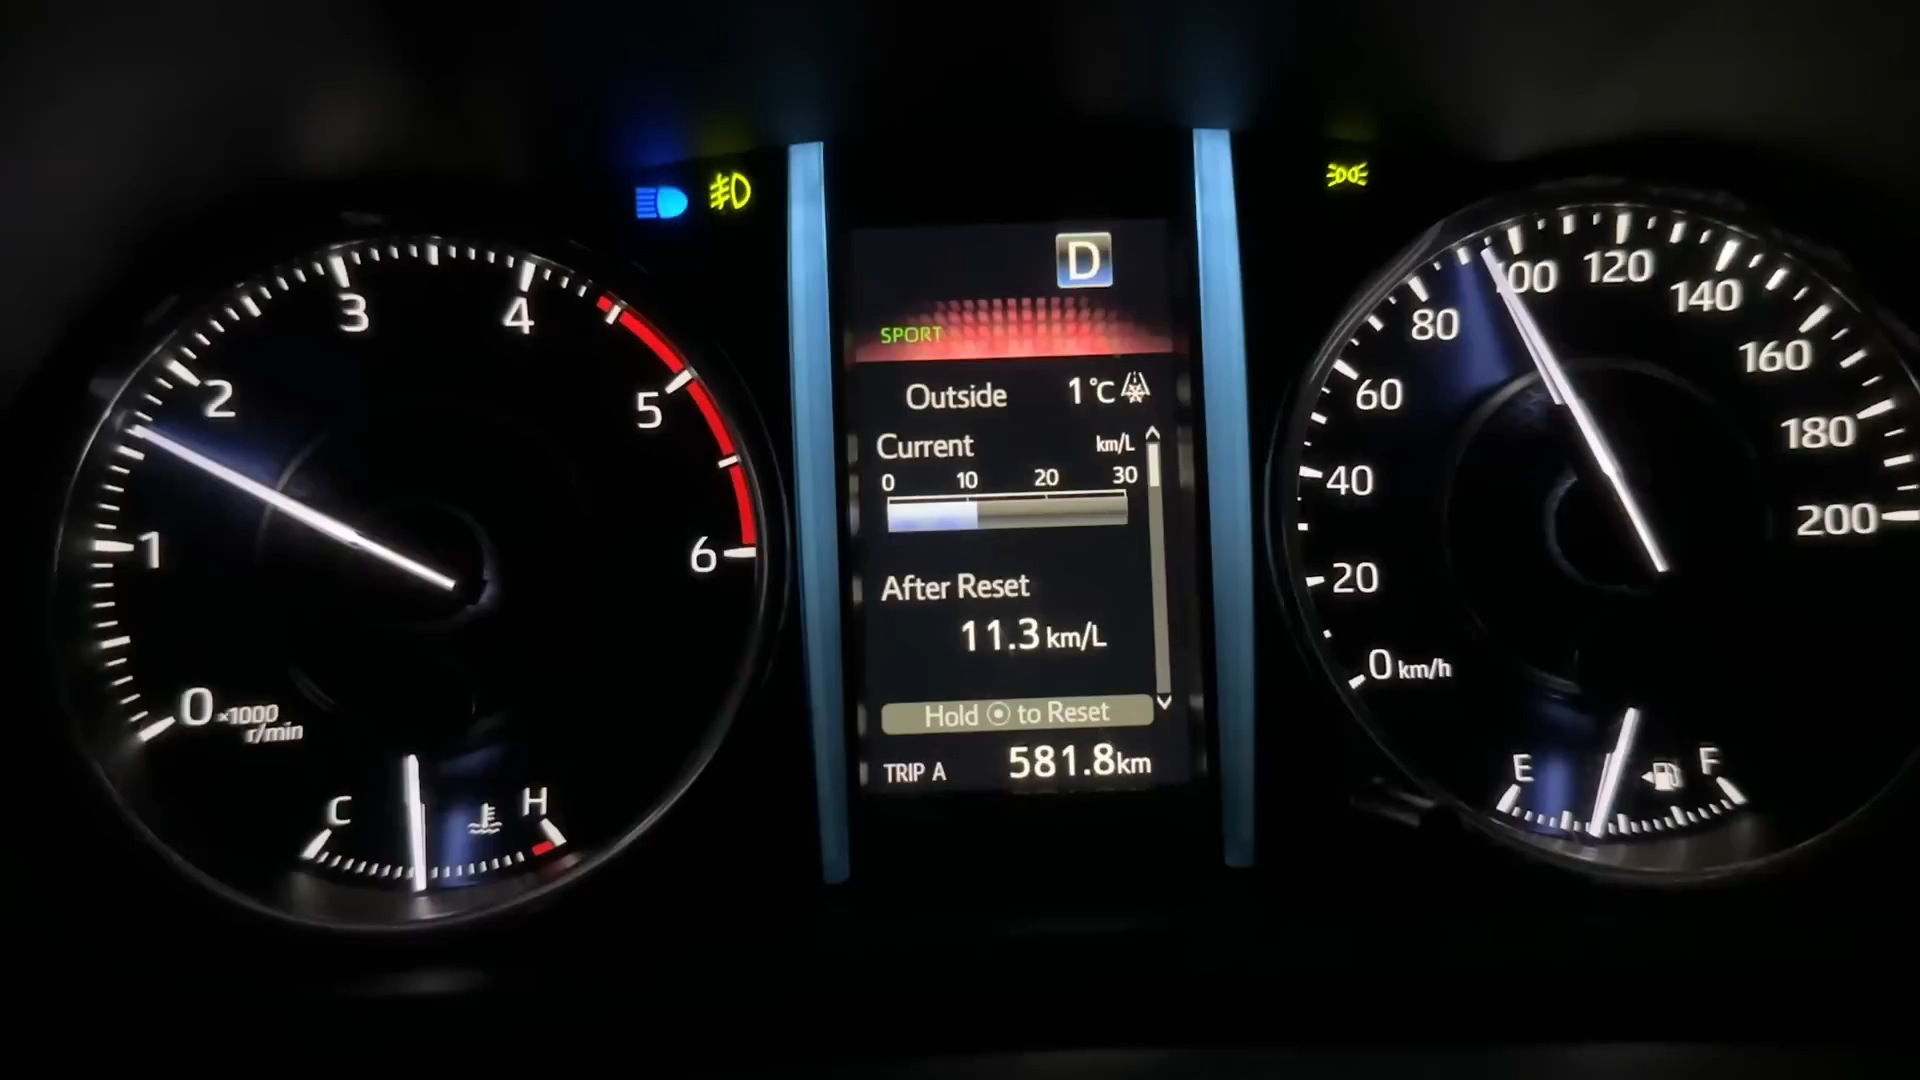 0
1
2
3
4
5
6
×1000
r/min
C
H
D
SPORT
Outside 1°C
Current km/L
0 10 20 30
After Reset
11.3 km/L
Hold ⦿ to Reset
TRIP A 581.8km
0 km/h
20
40
60
80
100
120
140
160
180
200
E
F